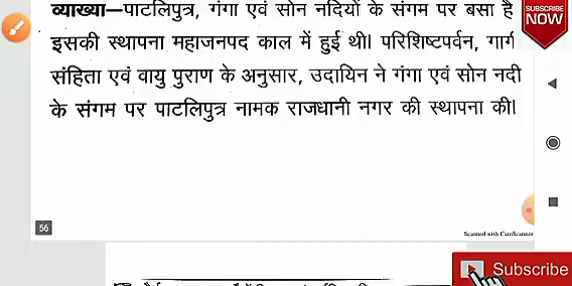 व्याख्या—पाटलिपुत्र, गंगा एवं सोन नदियों के संगम पर बसा है
इसकी स्थापना महाजनपद काल में हुई थी। परिशिष्टपर्वन, गार्ग
संहिता एवं वायु पुराण के अनुसार, उदायिन ने गंगा एवं सोन नदी
के संगम पर पाटलिपुत्र नामक राजधानी नगर की स्थापना की।
SUBSCRIBE
NOW
56
Scanned with CamScanner
Subscribe